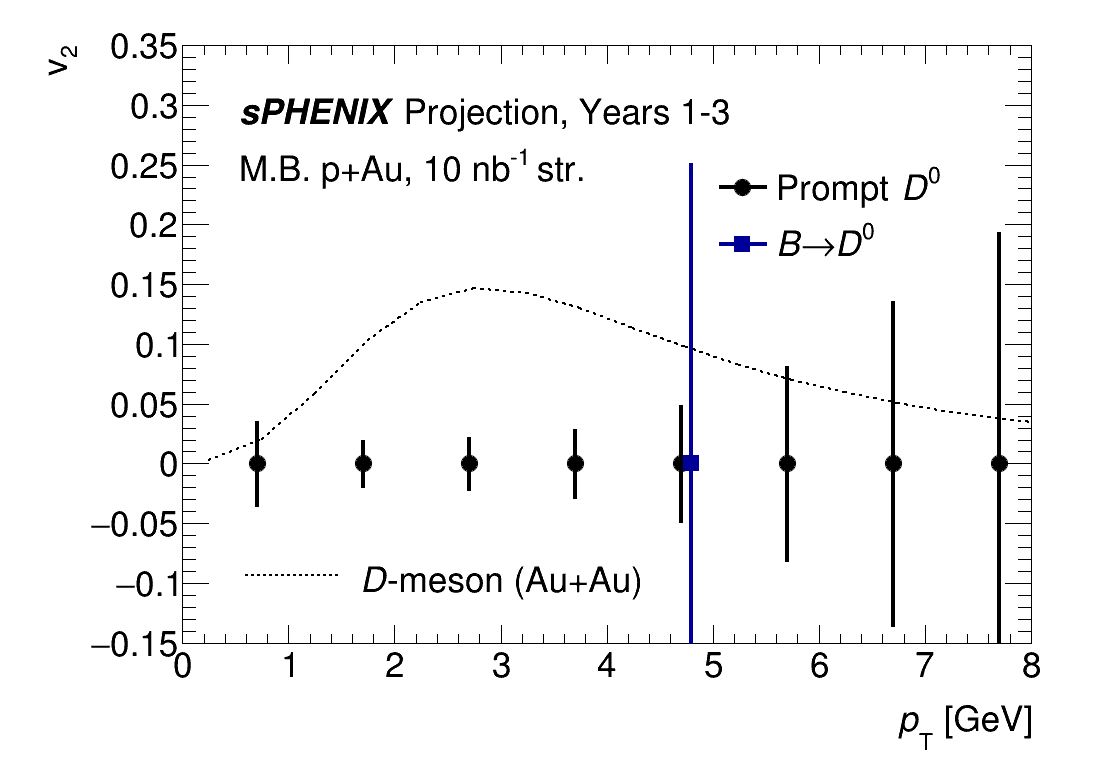 v2
0.35
0.3
0.25
0.2
0.15
0.1
0.05
0
−0.05
−0.1
−0.15
sPHENIX Projection, Years 1-3
M.B. p+Au, 10 nb-1 str.
Prompt D0
B→D0
D-meson (Au+Au)
0 1 2 3 4 5 6 7 8
pT [GeV]